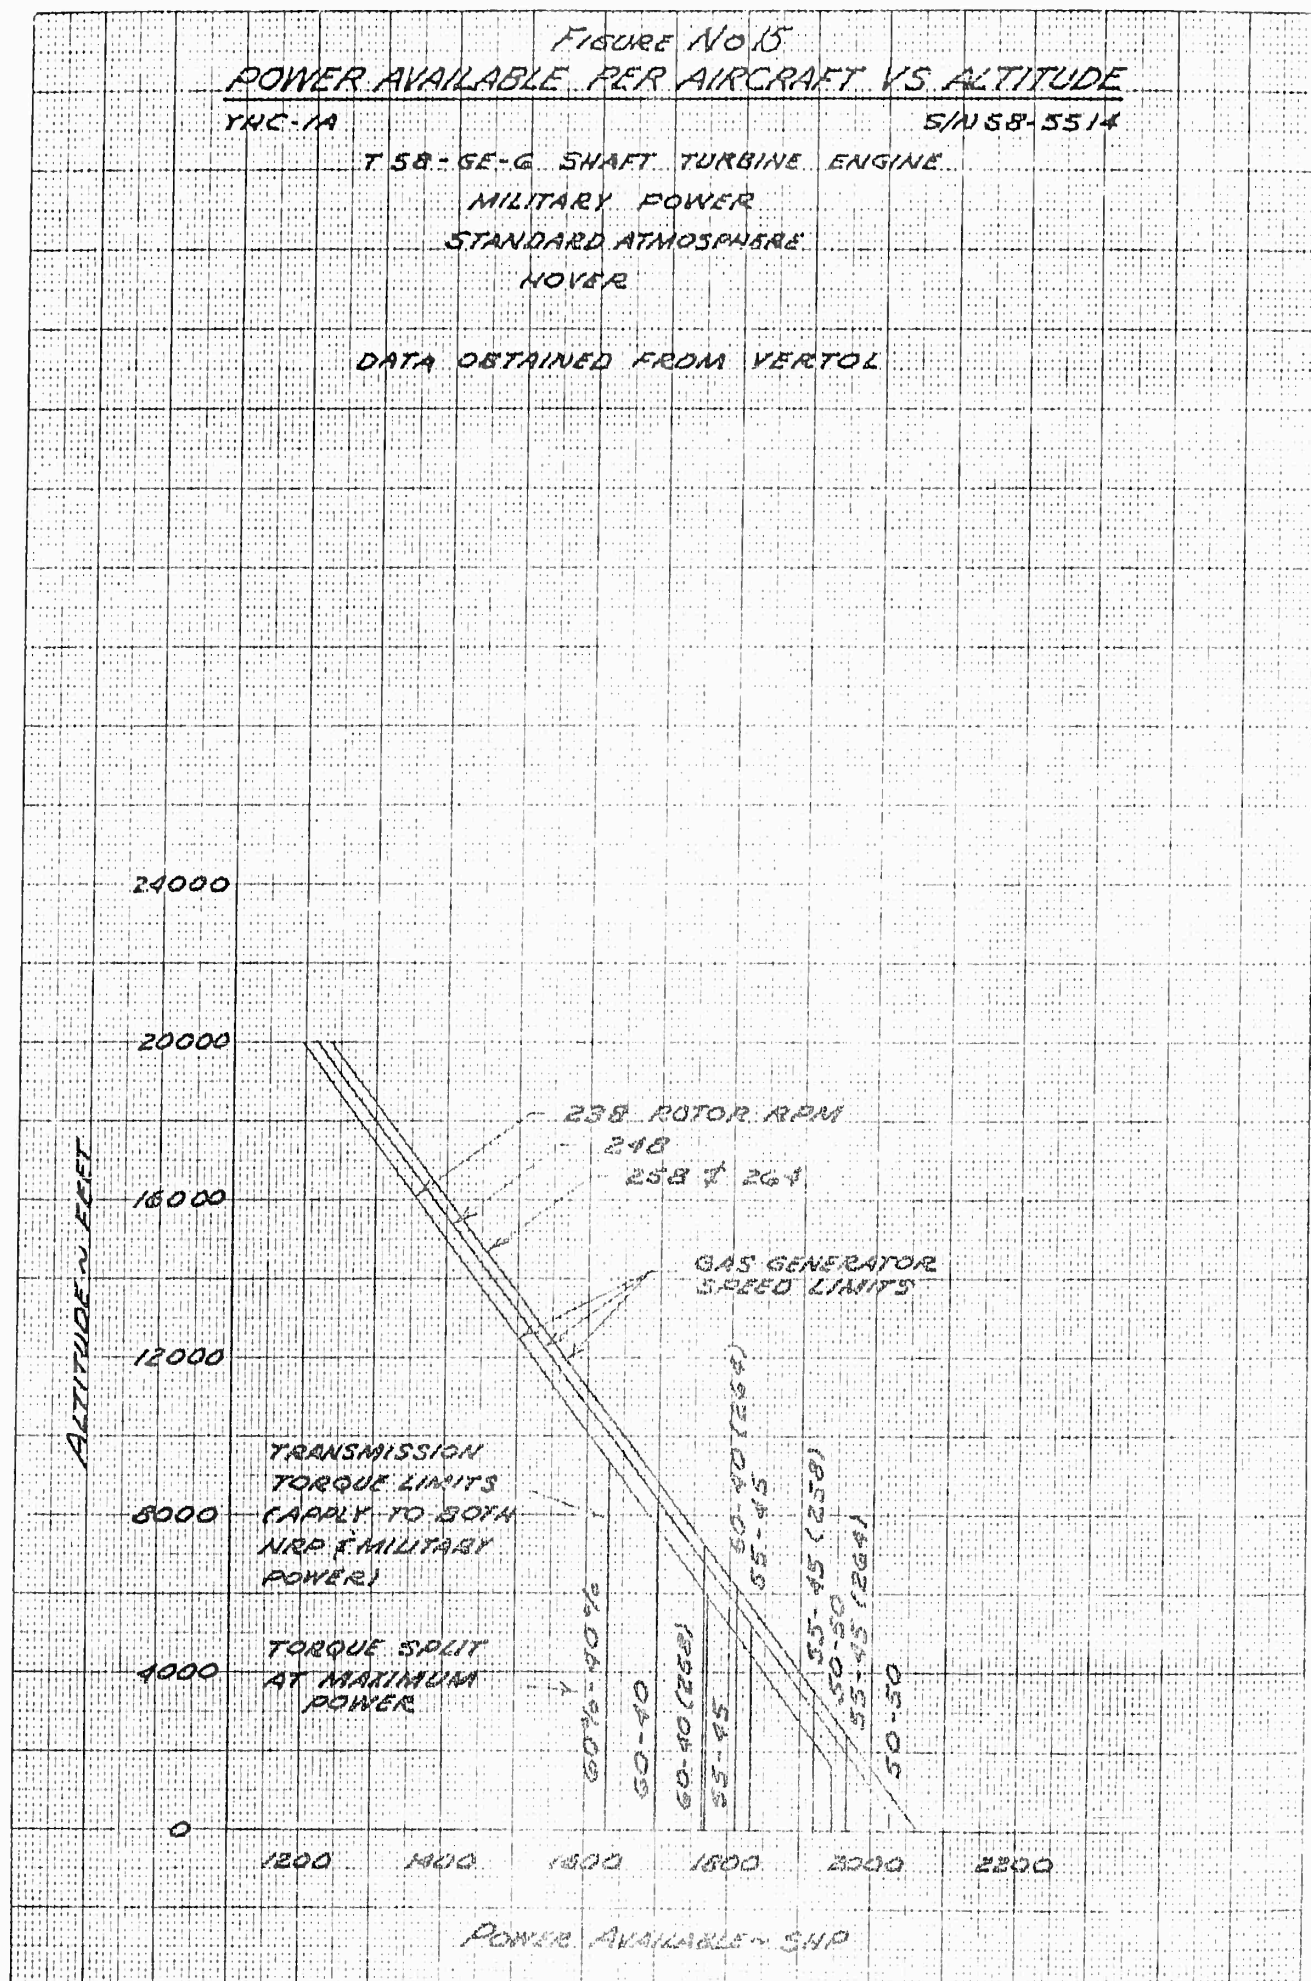 FIGURE NO 15
POWER AVAILABLE PER AIRCRAFT VS ALTITUDE
YHC-1A S/N 58-5514
T 58-GE-6 SHAFT TURBINE ENGINE
MILITARY POWER
STANDARD ATMOSPHERE
HOVER
DATA OBTAINED FROM VERTOL
24000
20000
238 ROTOR RPM
248
258 & 264
16000
GAS GENERATOR
SPEED LIMITS
ALTITUDE ~ FEET
12000
TRANSMISSION
TORQUE LIMITS
(APPLY TO BOTH
NRP & MILITARY
POWER)
8000
TORQUE SPLIT
AT MAXIMUM
POWER
4000
60%-40%
60-40
60-40 (258)
55-45
60-40 (264)
55-45
55-45 (258)
50-50
55-45 (264)
50-50
0
1200 1400 1600 1800 2000 2200
POWER AVAILABLE ~ SHP